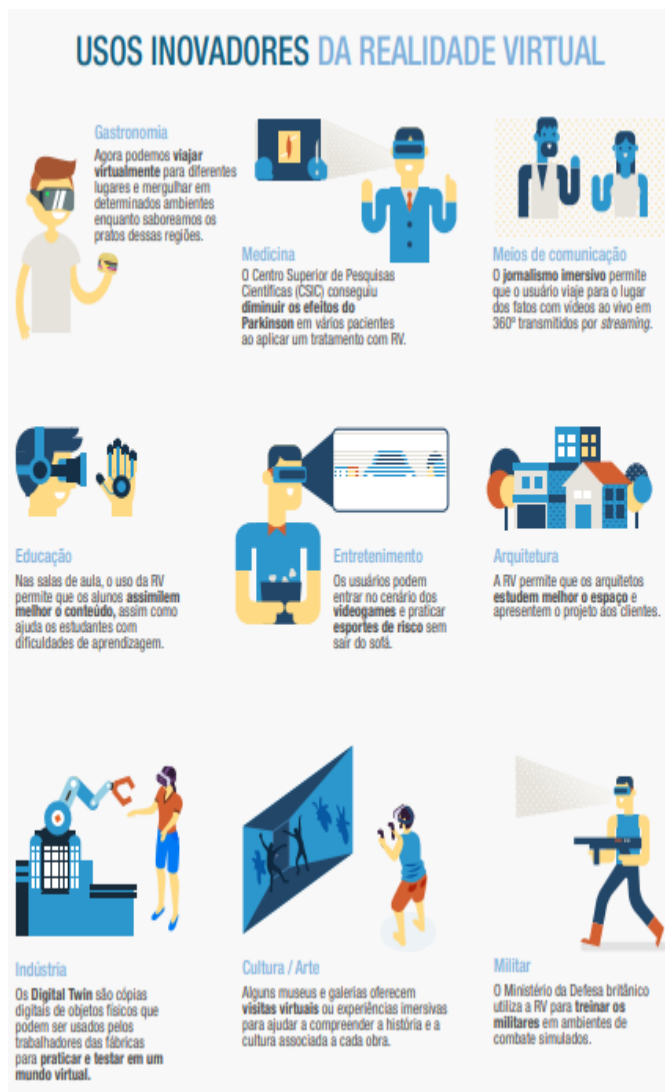 USOS INOVADORES DA REALIDADE VIRTUAL
Gastronomia
Agora podemos viajar
virtualmente para diferentes
lugares e mergulhar em
determinados ambientes
enquanto saboreamos os
pratos dessas regiões.
Medicina
O Centro Superior de Pesquisas
Científicas (CSIC) conseguiu
diminuir os efeitos do
Parkinson em vários pacientes
ao aplicar um tratamento com RV.
Meios de comunicação
O jornalismo imersivo permite
que o usuário viaje para o lugar
dos fatos com vídeos ao vivo em
360º transmitidos por streaming.
Educação
Nas salas de aula, o uso da RV
permite que os alunos assimilem
melhor o conteúdo, assim como
ajuda os estudantes com
dificuldades de aprendizagem.
Entretenimento
Os usuários podem
entrar no cenário dos
videogames e praticar
esportes de risco sem
sair do sofá.
Arquitetura
A RV permite que os arquitetos
estudem melhor o espaço e
apresentem o projeto aos clientes.
Indústria
Os Digital Twin são cópias
digitais de objetos físicos que
podem ser usados pelos
trabalhadores das fábricas
para praticar e testar em um
mundo virtual.
Cultura / Arte
Alguns museus e galerias oferecem
visitas virtuais ou experiências imersivas
para ajudar a compreender a história e a
cultura associada a cada obra.
Militar
O Ministério da Defesa britânico
utiliza a RV para treinar os
militares em ambientes de
combate simulados.